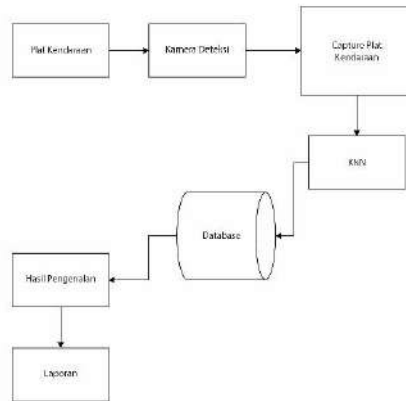 Plat Kendaraan
Kamera Deteksi
Capture Plat
Kendaraan
KNN
Database
Hasil Pengenalan
Laporan